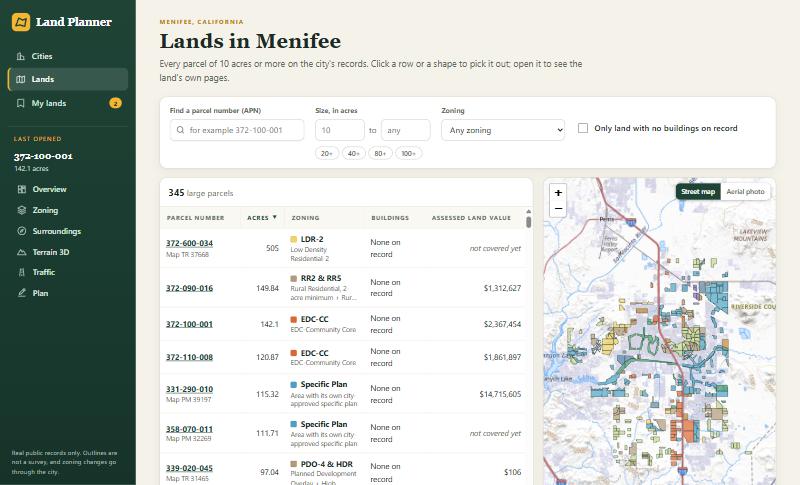 Land Planner
Cities
Lands
My lands
2
LAST OPENED
372-100-001
142.1 acres
Overview
Zoning
Surroundings
Terrain 3D
Traffic
Plan
Real public records only. Outlines are
not a survey, and zoning changes go
through the city.
MENIFEE, CALIFORNIA
Lands in Menifee
Every parcel of 10 acres or more on the city's records. Click a row or a shape to pick it out; open it to see the
land's own pages.
Find a parcel number (APN)
for example 372-100-001
Size, in acres
10 to any
20+ 40+ 80+ 100+
Zoning
Any zoning
Only land with no buildings on record
345 large parcels
PARCEL NUMBER ACRES ▼ ZONING BUILDINGS ASSESSED LAND VALUE
372-600-034
Map TR 37668
505
LDR-2
Low Density
Residential-2
None on
record
not covered yet
372-090-016
149.84
RR2 & RR5
Rural Residential, 2
acre minimum + Rur...
None on
record
$1,312,627
372-100-001
142.1
EDC-CC
EDC-Community Core
None on
record
$2,367,454
372-110-008
120.87
EDC-CC
EDC-Community Core
None on
record
$1,861,897
331-290-010
Map PM 39197
115.32
Specific Plan
Area with its own city-
approved specific plan
None on
record
$14,715,605
358-070-011
Map PM 32269
111.71
Specific Plan
Area with its own city-
approved specific plan
None on
record
not covered yet
339-020-045
Map TR 31465
97.04
PDO-4 & HDR
Planned Development
Overlay + High
None on
record
$106
+
−
Street map
Aerial photo
Perris
Perris
Valley
Airport
LAKEVIEW
MOUNTAINS
RIVERSIDE COU